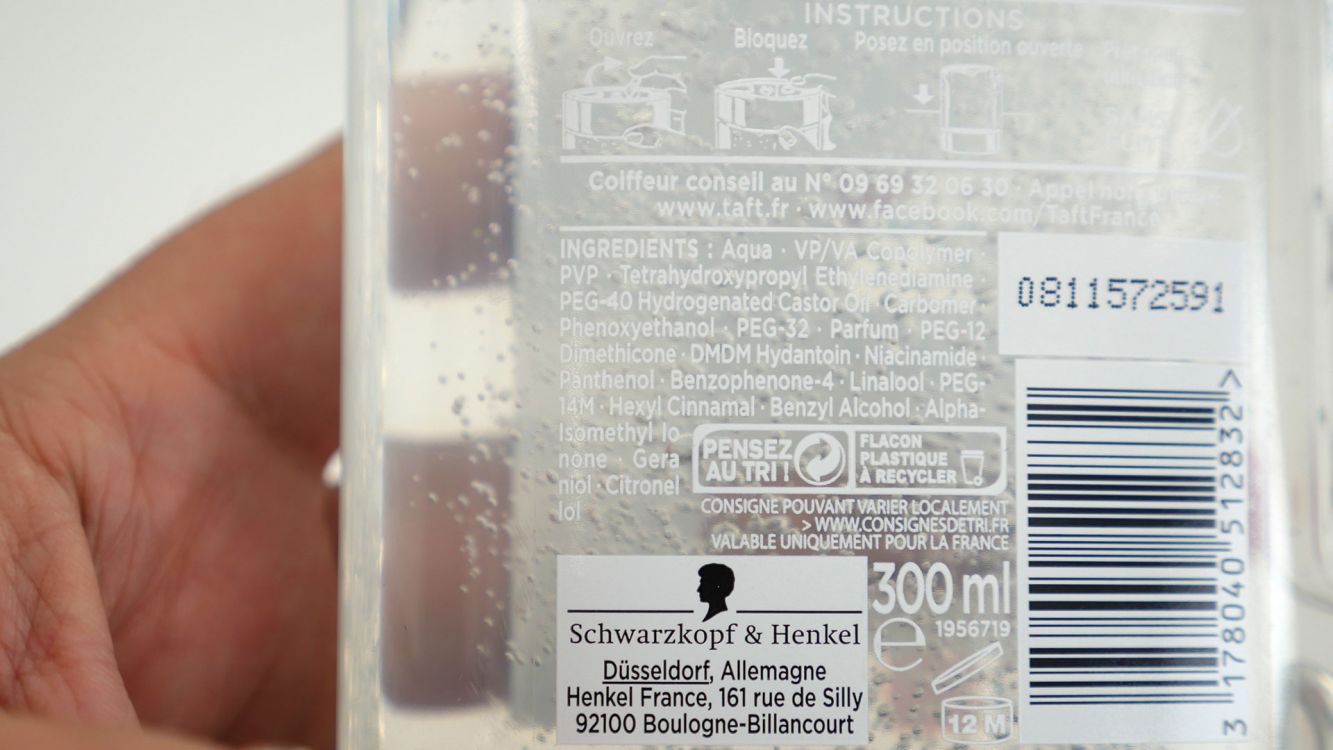 INSTRUCTIONS
Ouvrez Bloquez Posez en position ouverte
Coiffeur conseil au N° 09 69 32 06 30 · Appel non surtaxé
www.taft.fr · www.facebook.com/TaftFrance
INGREDIENTS : Aqua · VP/VA Copolymer ·
PVP · Tetrahydroxypropyl Ethylenediamine ·
PEG-40 Hydrogenated Castor Oil · Carbomer ·
Phenoxyethanol · PEG-32 · Parfum · PEG-12
Dimethicone · DMDM Hydantoin · Niacinamide
Panthenol · Benzophenone-4 · Linalool · PEG-
14M · Hexyl Cinnamal · Benzyl Alcohol · Alpha-
Isomethyl Io
none · Gera
niol · Citronel
lol
0811572591
PENSEZ
AU TRI !
FLACON
PLASTIQUE
À RECYCLER
CONSIGNE POUVANT VARIER LOCALEMENT
> WWW.CONSIGNESDETRI.FR
VALABLE UNIQUEMENT POUR LA FRANCE
Schwarzkopf & Henkel
Düsseldorf, Allemagne
Henkel France, 161 rue de Silly
92100 Boulogne-Billancourt
300 ml
e 1956719
12 M
3 178040 512832 >